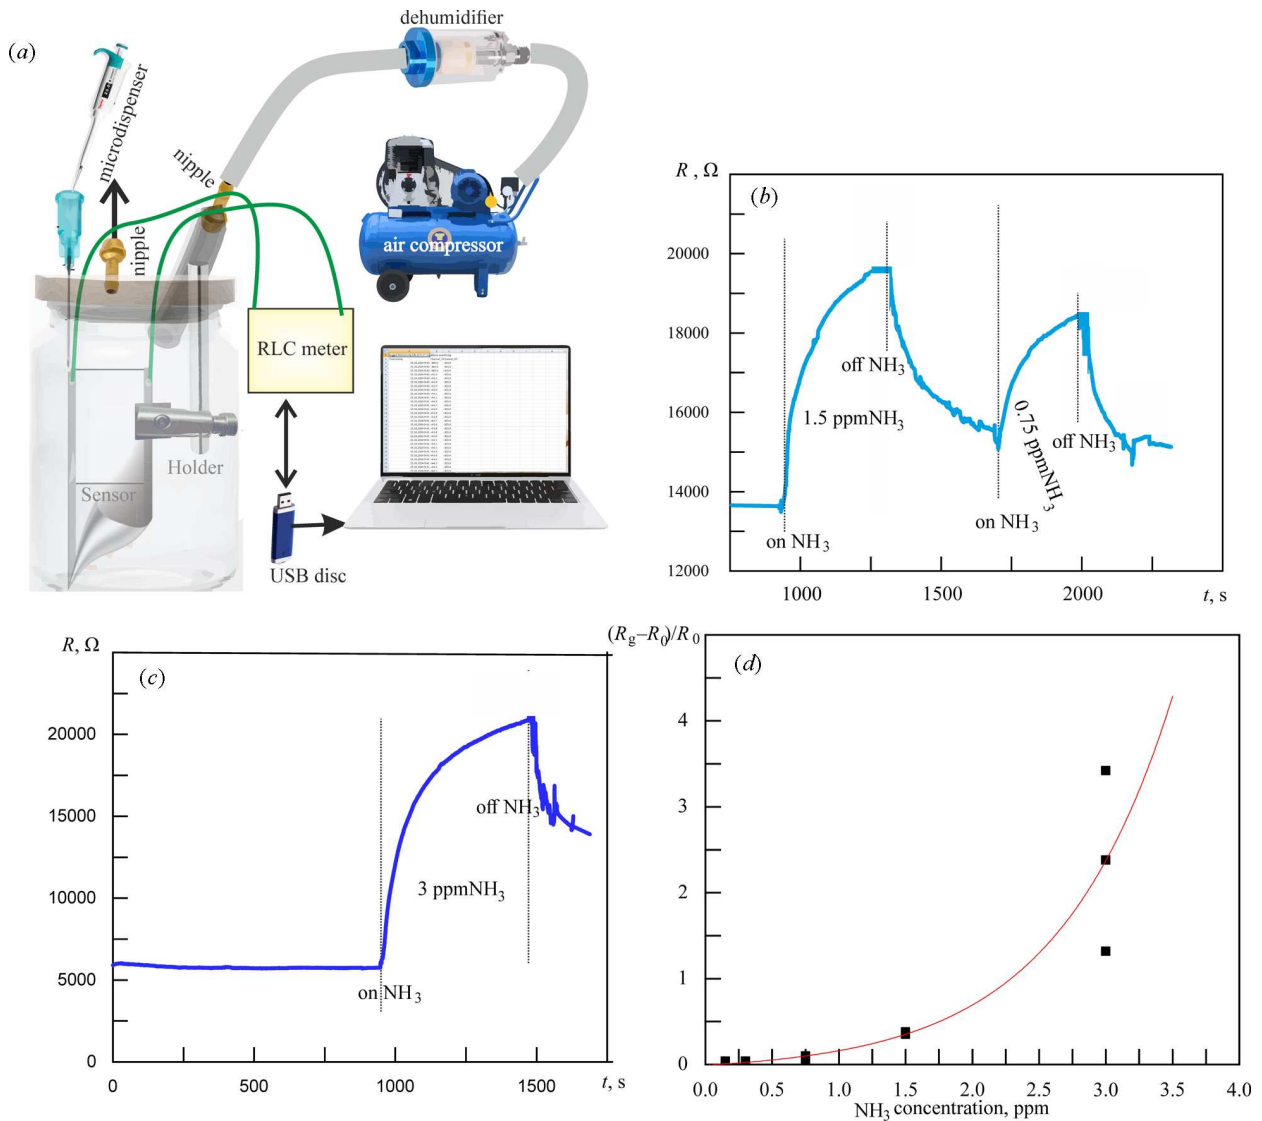 (a)
dehumidifier
microdispenser
nipple
nipple
air compressor
RLC meter
Holder
Sensor
USB disc
R , Ω
(b)
20000
18000
16000
14000
12000
off NH3
1.5 ppmNH3
0.75 ppmNH3
off NH3
on NH3
on NH3
1000
1500
2000
t, s
R, Ω
(c)
20000
15000
10000
5000
0
off NH3
3 ppmNH3
on NH3
0
500
1000
1500
t, s
(Rg–R0)/R0
(d)
4
3
2
1
0
0.0
0.5
1.0
1.5
2.0
2.5
3.0
3.5
4.0
NH3 concentration, ppm